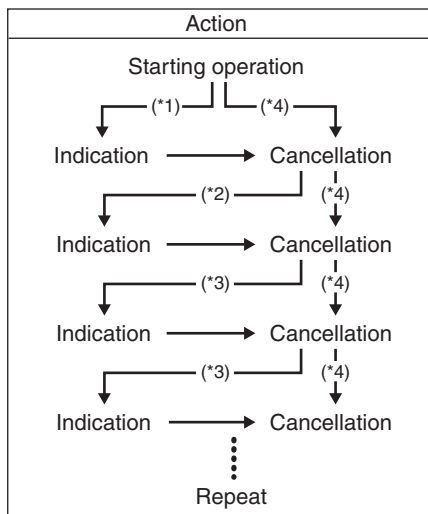 Action
Starting operation
(*1) (*4)
Indication Cancellation
(*2) (*4)
Indication Cancellation
(*3) (*4)
Indication Cancellation
(*3) (*4)
Indication Cancellation
Repeat